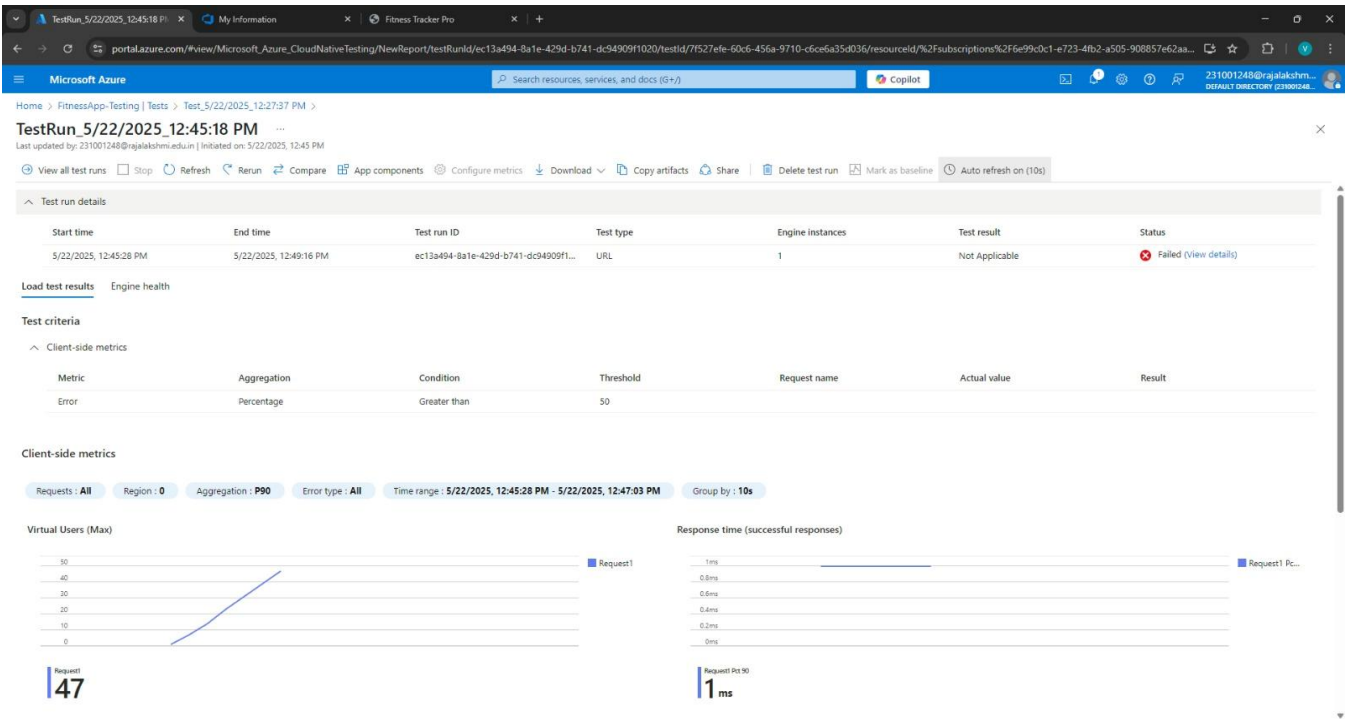 TestRun_5/22/2025_12:45:18 PM
My Information
Fitness Tracker Pro
portal.azure.com/#view/Microsoft_Azure_CloudNativeTesting/NewReport/testRunId/ec13a494-8a1e-429d-b741-dc94909f1020/testId/7f527efe-60c6-456a-9710-c6ce6a35d036/resourceId/%2Fsubscriptions%2F6e99c0c1-e723-4fb2-a505-908857e62aa...
V
Microsoft Azure
Search resources, services, and docs (G+/)
Copilot
1
231001248@rajalakshm...
DEFAULT DIRECTORY (231001248...
Home > FitnessApp-Testing | Tests > Test_5/22/2025_12:27:37 PM >
TestRun_5/22/2025_12:45:18 PM ...
Last updated by: 231001248@rajalakshmi.edu.in | Initiated on: 5/22/2025, 12:45 PM
View all test runs Stop Refresh Rerun Compare App components Configure metrics Download Copy artifacts Share Delete test run Mark as baseline Auto refresh on (10s)
Test run details
Start time End time Test run ID Test type Engine instances Test result Status
5/22/2025, 12:45:28 PM 5/22/2025, 12:49:16 PM ec13a494-8a1e-429d-b741-dc94909f1... URL 1 Not Applicable Failed (View details)
Load test results Engine health
Test criteria
Client-side metrics
Metric Aggregation Condition Threshold Request name Actual value Result
Error Percentage Greater than 50
Client-side metrics
Requests : All Region : 0 Aggregation : P90 Error type : All Time range : 5/22/2025, 12:45:28 PM - 5/22/2025, 12:47:03 PM Group by : 10s
Virtual Users (Max)
50
40
30
20
10
0
Request1
Request1
47
Response time (successful responses)
1ms
0.8ms
0.6ms
0.4ms
0.2ms
0ms
Request1 Pc...
Request1 Pct 90
1 ms